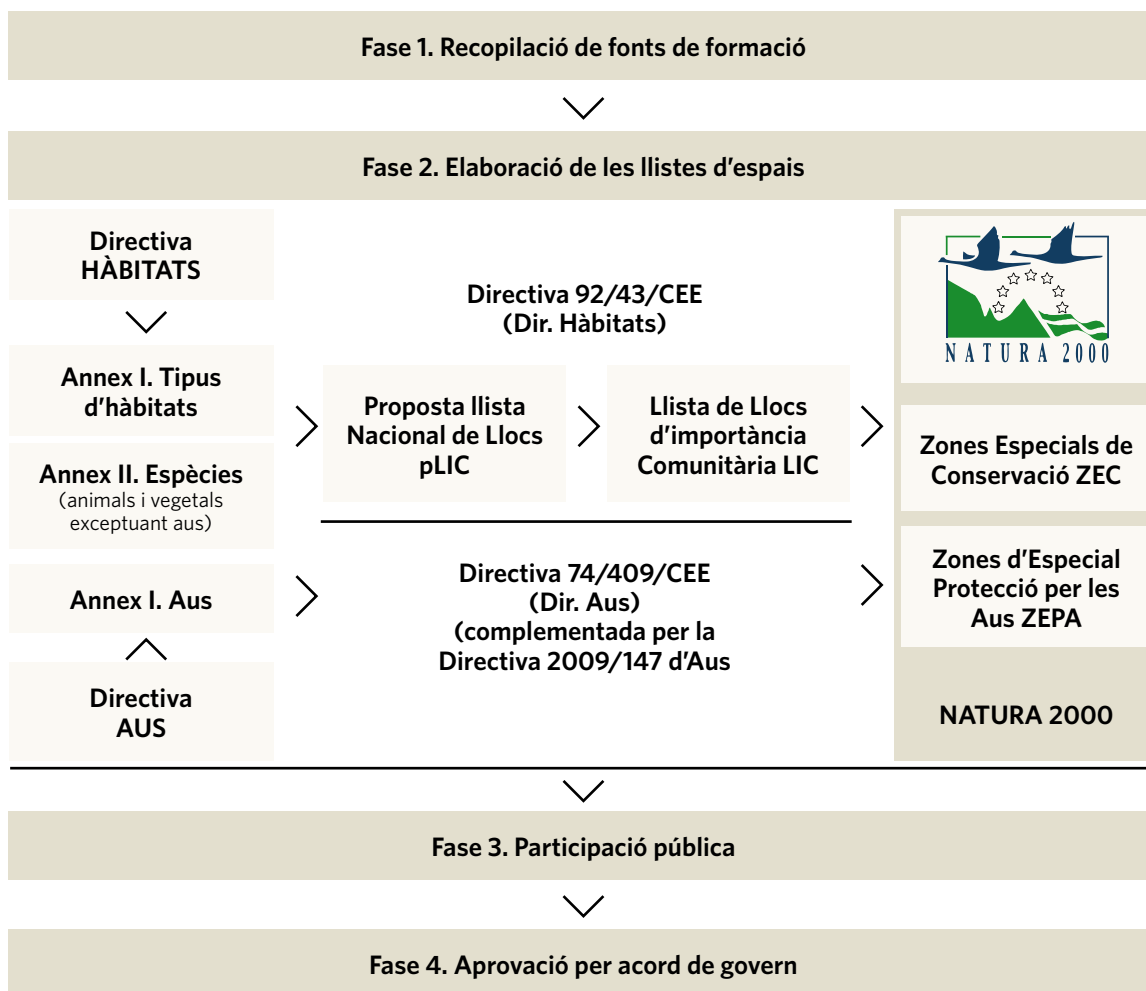 Fase 1. Recopilació de fonts de formació
Fase 2. Elaboració de les llistes d'espais
Directiva
HÀBITATS
Annex I. Tipus
d'hàbitats
Annex II. Espècies
(animals i vegetals
exceptuant aus)
Annex I. Aus
Directiva
AUS
Directiva 92/43/CEE
(Dir. Hàbitats)
Proposta llista
Nacional de Llocs
pLIC
Llista de Llocs
d'importància
Comunitària LIC
Directiva 74/409/CEE
(Dir. Aus)
(complementada per la
Directiva 2009/147 d'Aus
NATURA 2000
Zones Especials de
Conservació ZEC
Zones d'Especial
Protecció per les
Aus ZEPA
NATURA 2000
Fase 3. Participació pública
Fase 4. Aprovació per acord de govern